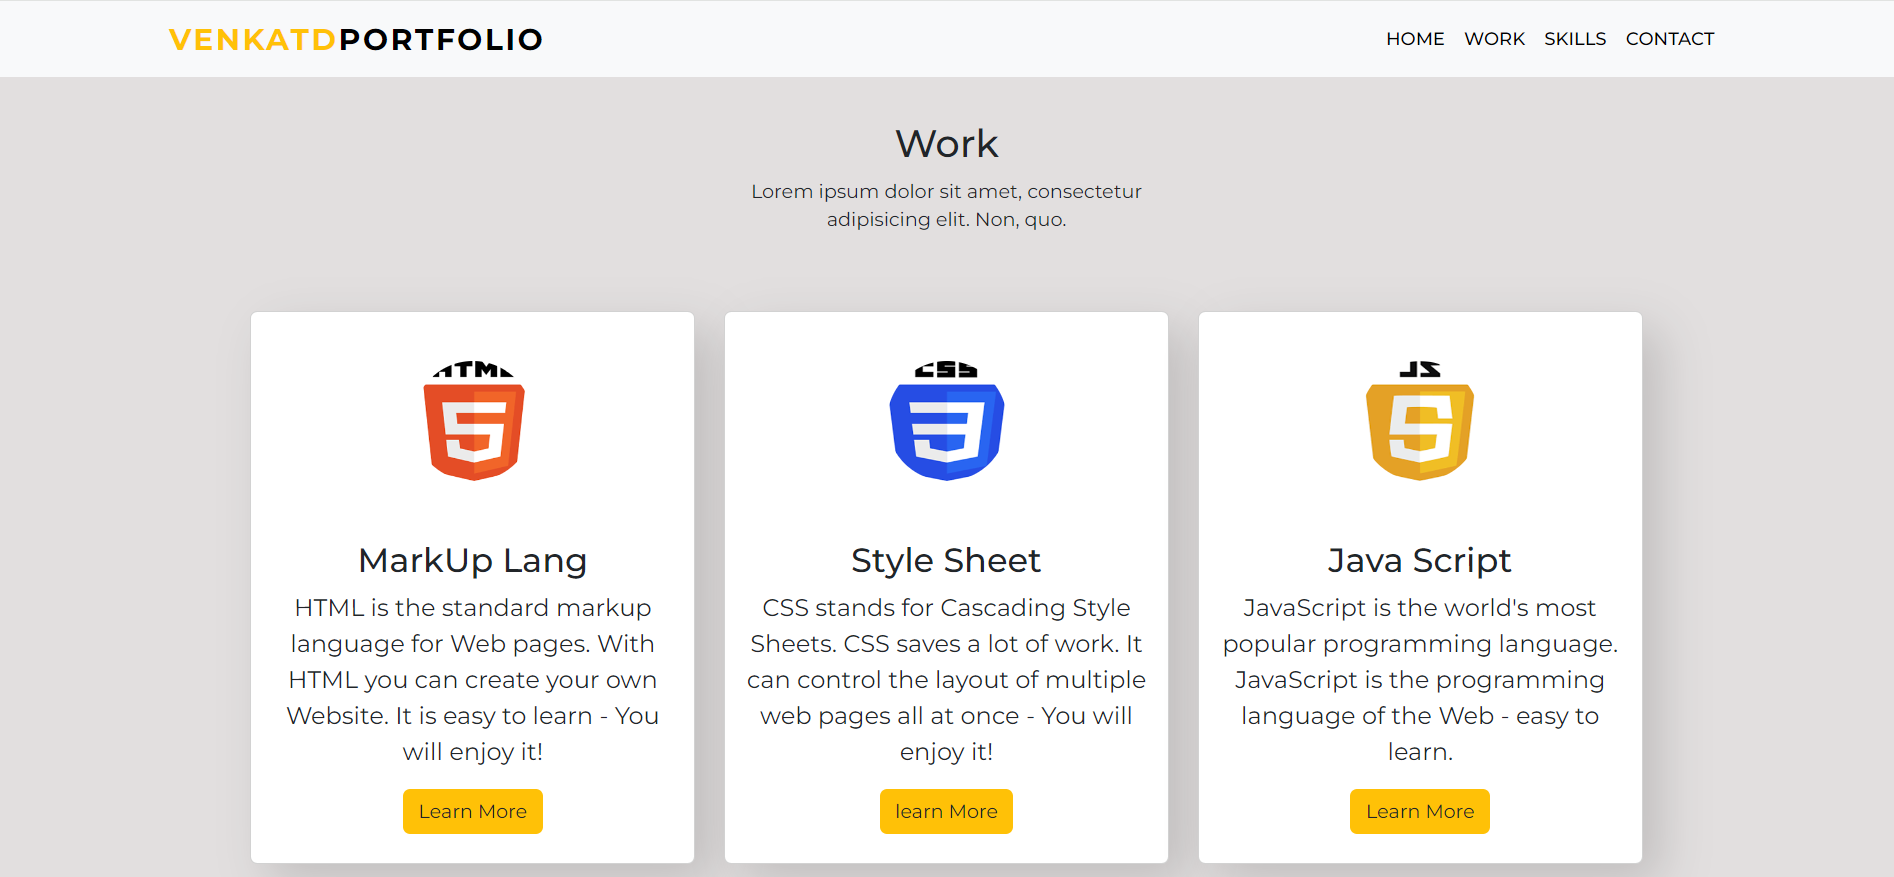 VENKATDPORTFOLIO
HOME WORK SKILLS CONTACT
Work
Lorem ipsum dolor sit amet, consectetur
adipisicing elit. Non, quo.
HTML
5
MarkUp Lang
HTML is the standard markup
language for Web pages. With
HTML you can create your own
Website. It is easy to learn - You
will enjoy it!
Learn More
CSS
3
Style Sheet
CSS stands for Cascading Style
Sheets. CSS saves a lot of work. It
can control the layout of multiple
web pages all at once - You will
enjoy it!
learn More
JS
5
Java Script
JavaScript is the world's most
popular programming language.
JavaScript is the programming
language of the Web - easy to
learn.
Learn More